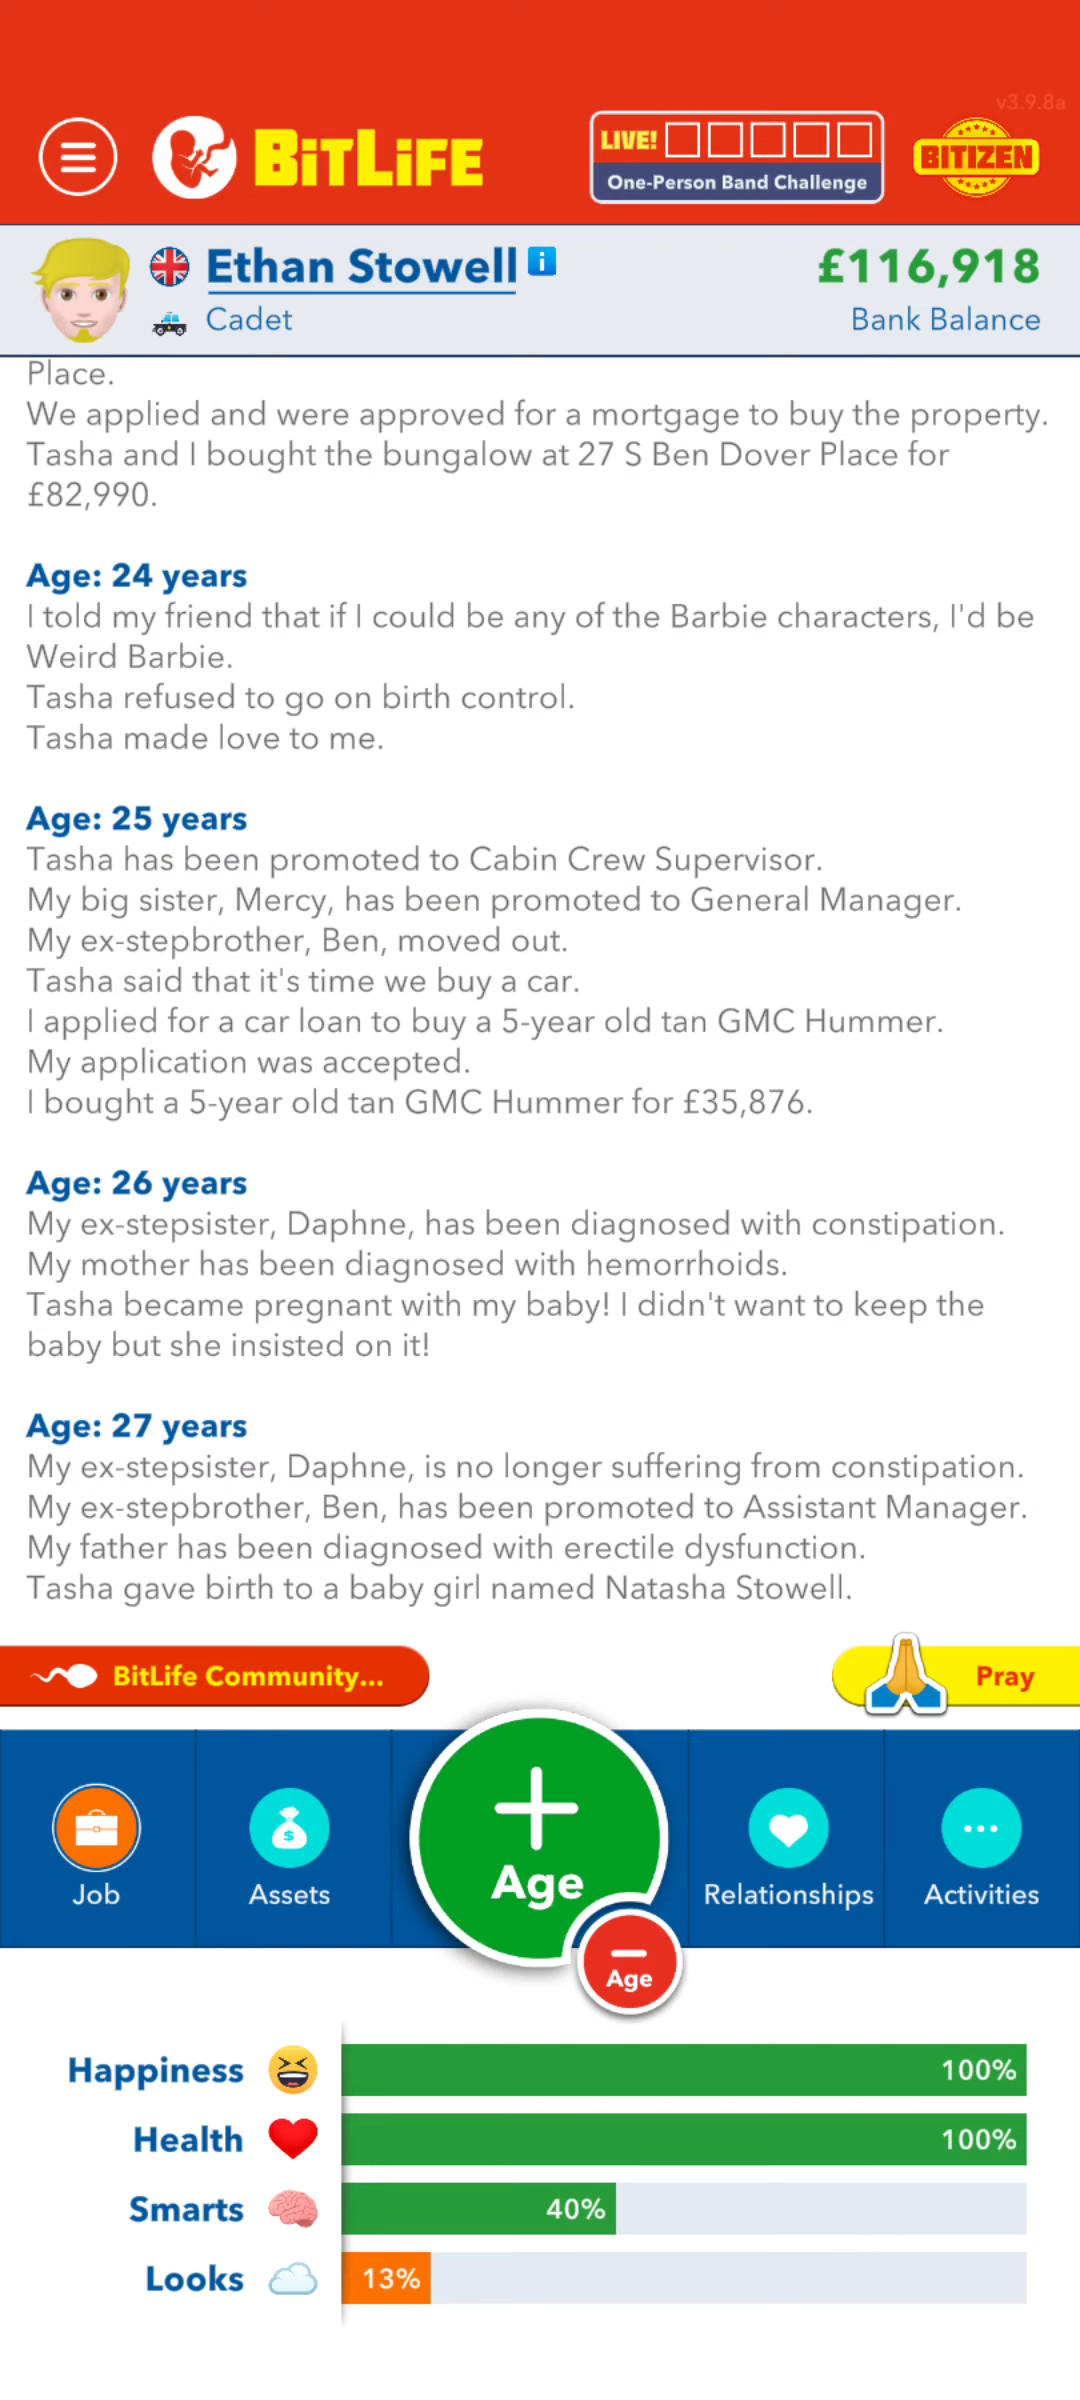 v3.9.8a
BITLIFE
LIVE!
One-Person Band Challenge
BITIZEN
Ethan Stowell i
£116,918
Cadet
Bank Balance
Place.
We applied and were approved for a mortgage to buy the property.
Tasha and I bought the bungalow at 27 S Ben Dover Place for
£82,990.
Age: 24 years
I told my friend that if I could be any of the Barbie characters, I'd be
Weird Barbie.
Tasha refused to go on birth control.
Tasha made love to me.
Age: 25 years
Tasha has been promoted to Cabin Crew Supervisor.
My big sister, Mercy, has been promoted to General Manager.
My ex-stepbrother, Ben, moved out.
Tasha said that it's time we buy a car.
I applied for a car loan to buy a 5-year old tan GMC Hummer.
My application was accepted.
I bought a 5-year old tan GMC Hummer for £35,876.
Age: 26 years
My ex-stepsister, Daphne, has been diagnosed with constipation.
My mother has been diagnosed with hemorrhoids.
Tasha became pregnant with my baby! I didn't want to keep the
baby but she insisted on it!
Age: 27 years
My ex-stepsister, Daphne, is no longer suffering from constipation.
My ex-stepbrother, Ben, has been promoted to Assistant Manager.
My father has been diagnosed with erectile dysfunction.
Tasha gave birth to a baby girl named Natasha Stowell.
BitLife Community...
Pray
Job
$
Assets
Age
Age
Relationships
Activities
Happiness
100%
Health
100%
Smarts
40%
Looks
13%